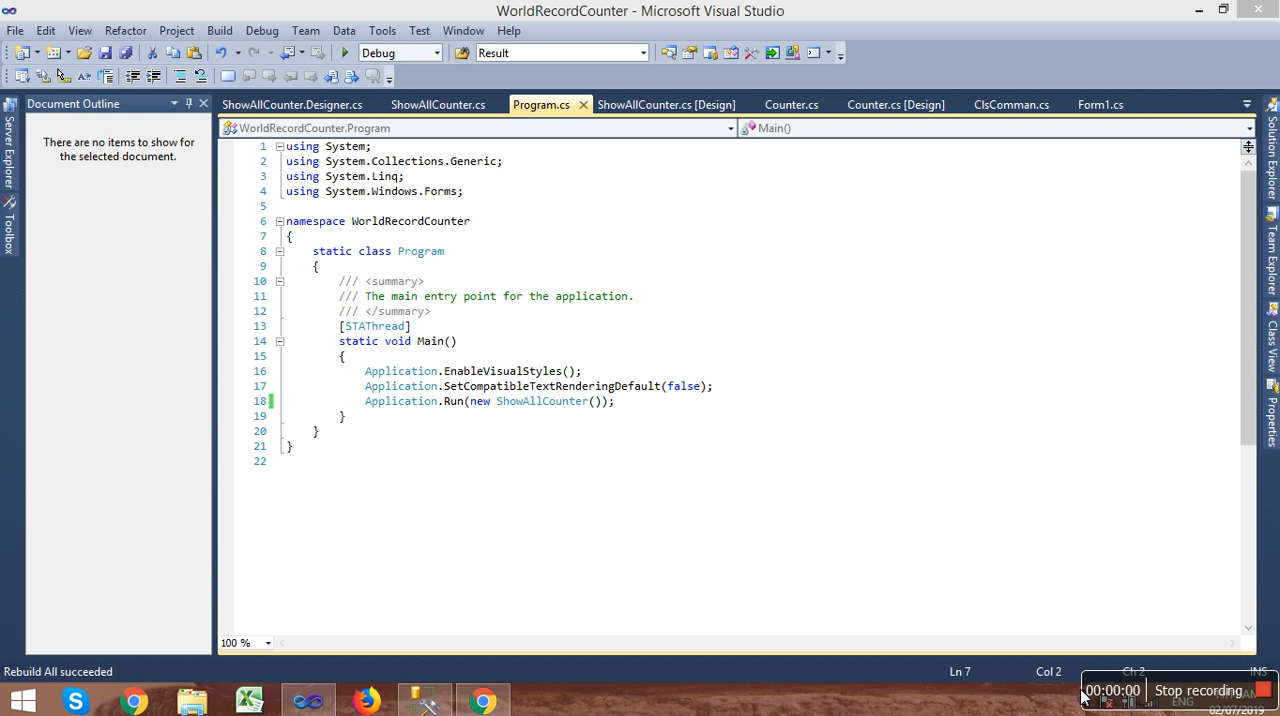 WorldRecordCounter - Microsoft Visual Studio
File Edit View Refactor Project Build Debug Team Data Tools Test Window Help
Debug Result
Document Outline
ShowAllCounter.Designer.cs ShowAllCounter.cs Program.cs ShowAllCounter.cs [Design] Counter.cs Counter.cs [Design] ClsComman.cs Form1.cs
WorldRecordCounter.Program Main()
There are no items to show for
the selected document.
Server Explorer
Toolbox
1 using System;
2 using System.Collections.Generic;
3 using System.Linq;
4 using System.Windows.Forms;
5
6 namespace WorldRecordCounter
7 {
8 static class Program
9 {
10 /// <summary>
11 /// The main entry point for the application.
12 /// </summary>
13 [STAThread]
14 static void Main()
15 {
16 Application.EnableVisualStyles();
17 Application.SetCompatibleTextRenderingDefault(false);
18 Application.Run(new ShowAllCounter());
19 }
20 }
21 }
22
Solution Explorer
Team Explorer
Class View
Properties
100 %
Rebuild All succeeded Ln 7 Col 2 Ch 2 INS
00:00:00 Stop recording
ENG
02/07/2019